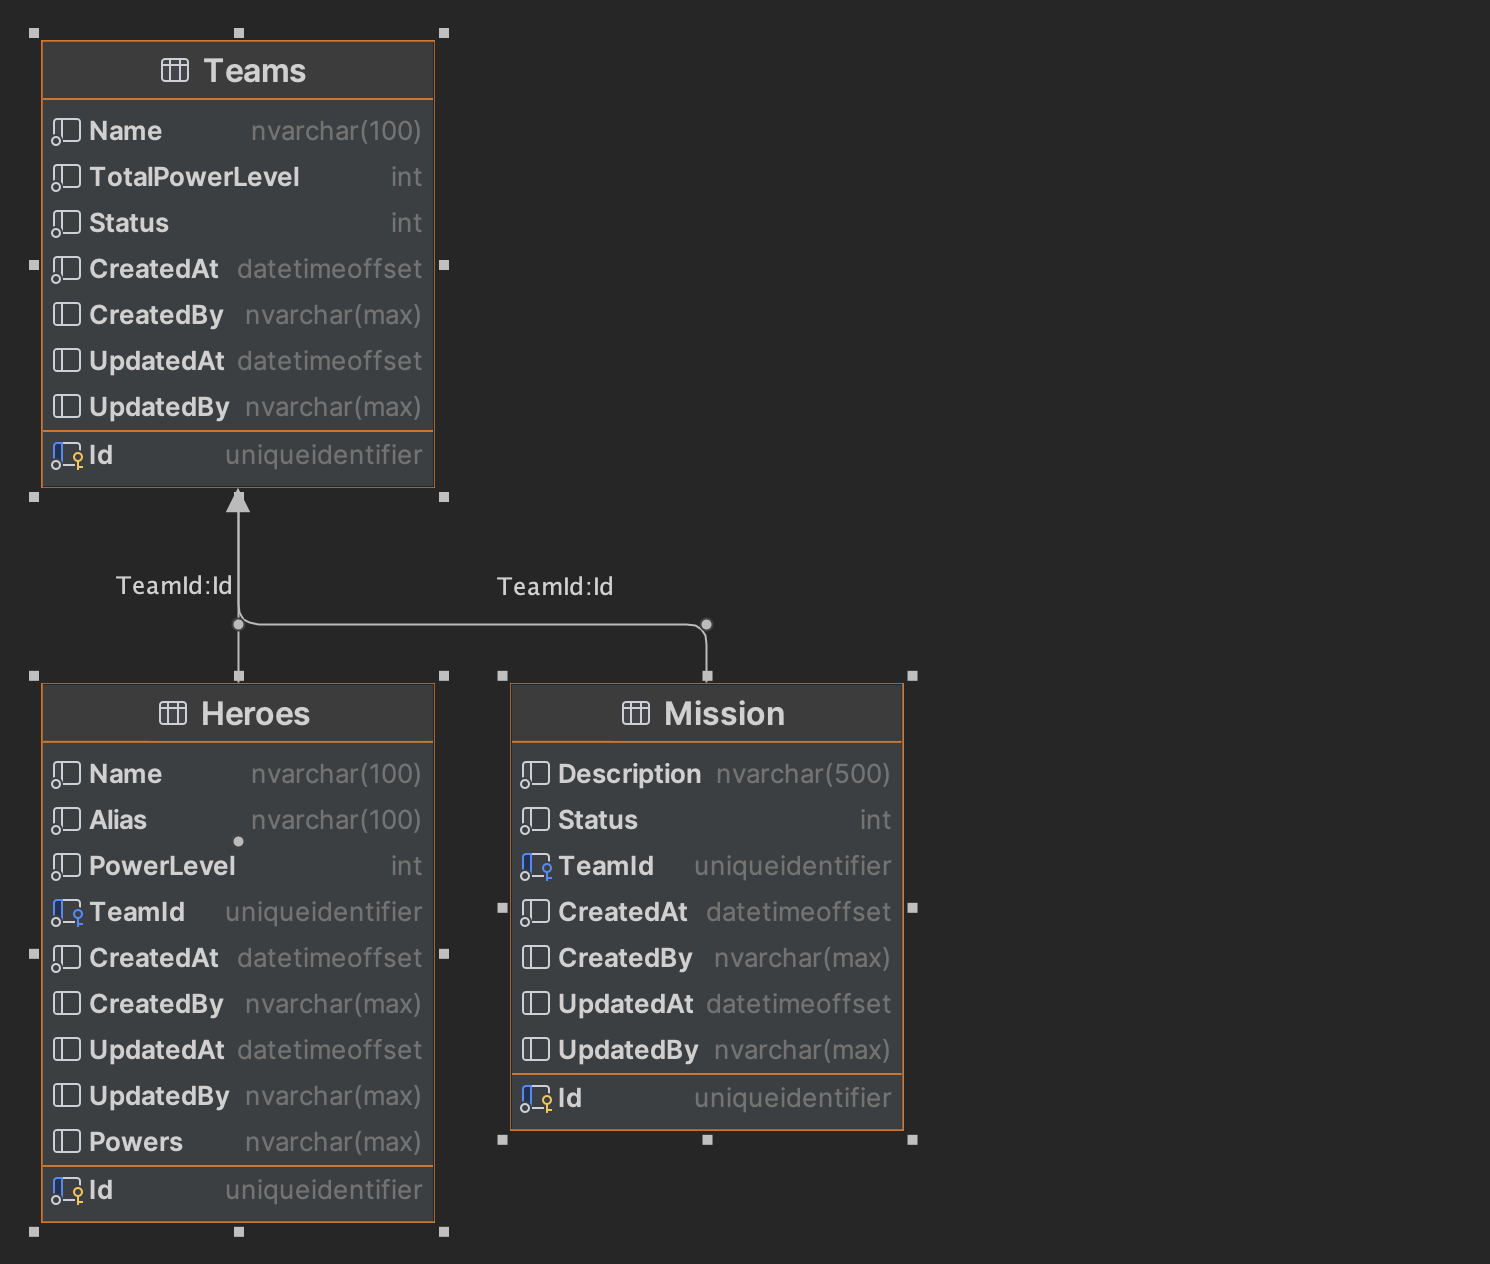 Teams
Name nvarchar(100)
TotalPowerLevel int
Status int
CreatedAt datetimeoffset
CreatedBy nvarchar(max)
UpdatedAt datetimeoffset
UpdatedBy nvarchar(max)
Id uniqueidentifier
TeamId:Id
TeamId:Id
Heroes
Name nvarchar(100)
Alias nvarchar(100)
PowerLevel int
TeamId uniqueidentifier
CreatedAt datetimeoffset
CreatedBy nvarchar(max)
UpdatedAt datetimeoffset
UpdatedBy nvarchar(max)
Powers nvarchar(max)
Id uniqueidentifier
Mission
Description nvarchar(500)
Status int
TeamId uniqueidentifier
CreatedAt datetimeoffset
CreatedBy nvarchar(max)
UpdatedAt datetimeoffset
UpdatedBy nvarchar(max)
Id uniqueidentifier